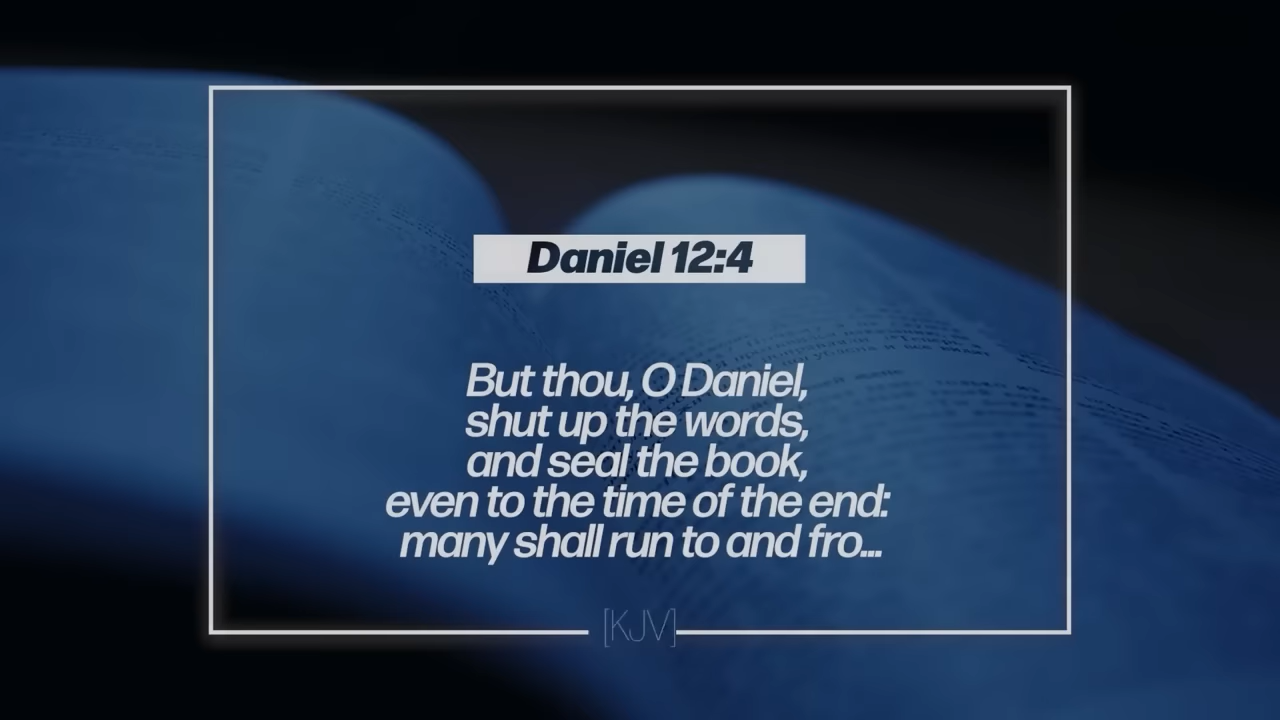 Daniel 12:4
But thou, O Daniel,
shut up the words,
and seal the book,
even to the time of the end:
many shall run to and fro...
[KJV]